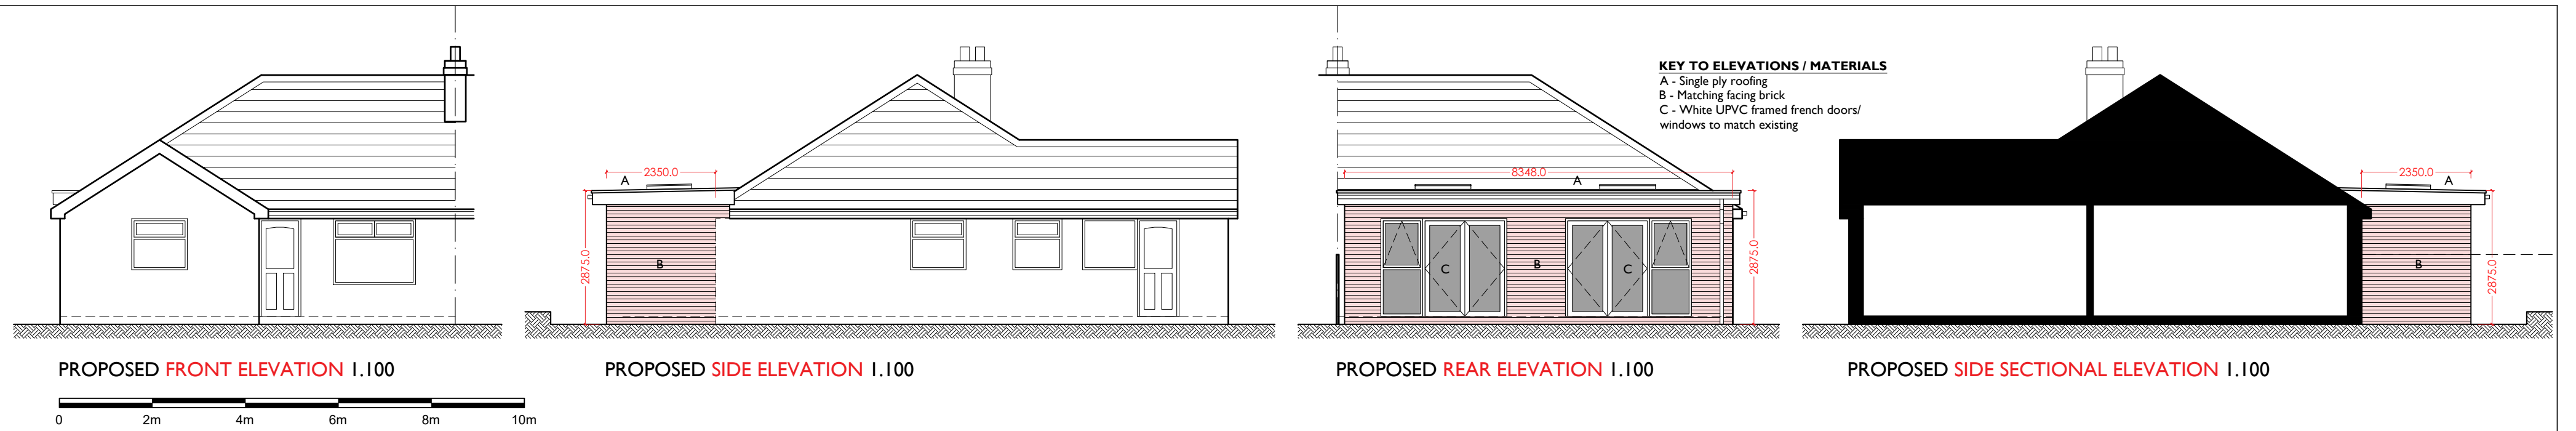 KEY TO ELEVATIONS / MATERIALS
A - Single ply roofing
B - Matching facing brick
C - White UPVC framed french doors/
windows to match existing
2350.0
A
2875.0
B
8348.0
A
2875.0
C
B
C
2350.0
A
2875.0
B
PROPOSED FRONT ELEVATION 1.100
PROPOSED SIDE ELEVATION 1.100
PROPOSED REAR ELEVATION 1.100
PROPOSED SIDE SECTIONAL ELEVATION 1.100
0 2m 4m 6m 8m 10m